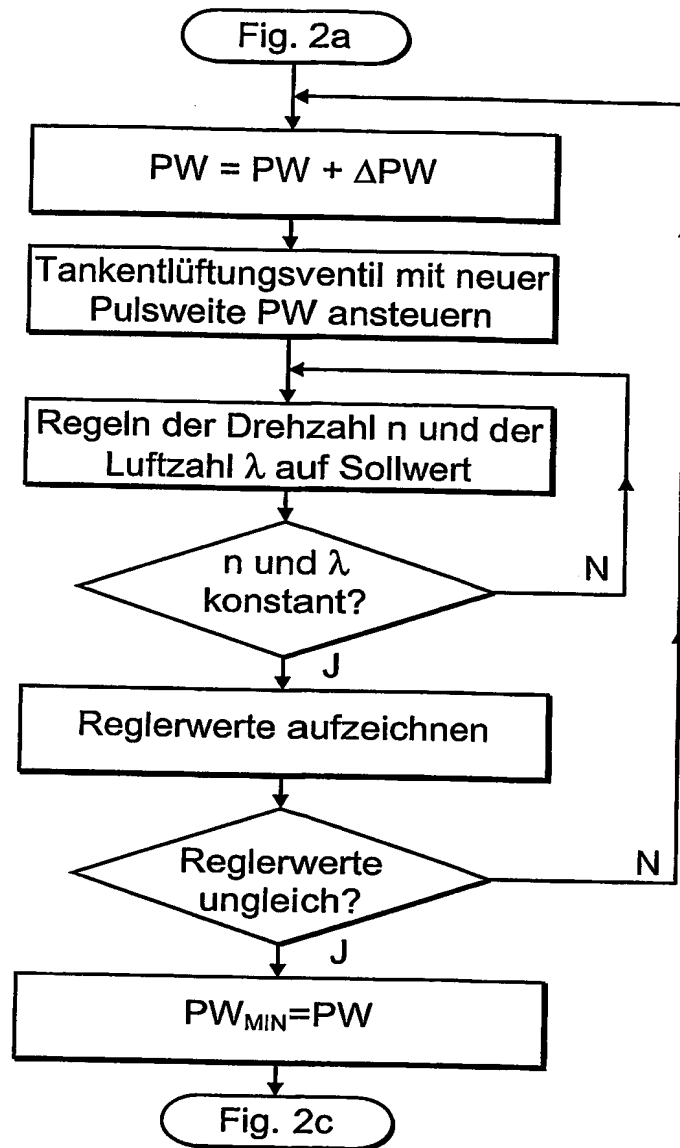 Fig. 2a
PW = PW + ΔPW
Tankentlüftungsventil mit neuer
Pulsweite PW ansteuern
Regeln der Drehzahl n und der
Luftzahl λ auf Sollwert
n und λ
konstant?
N
J
Reglerwerte aufzeichnen
Reglerwerte
ungleich?
N
J
PW_MIN=PW
Fig. 2c